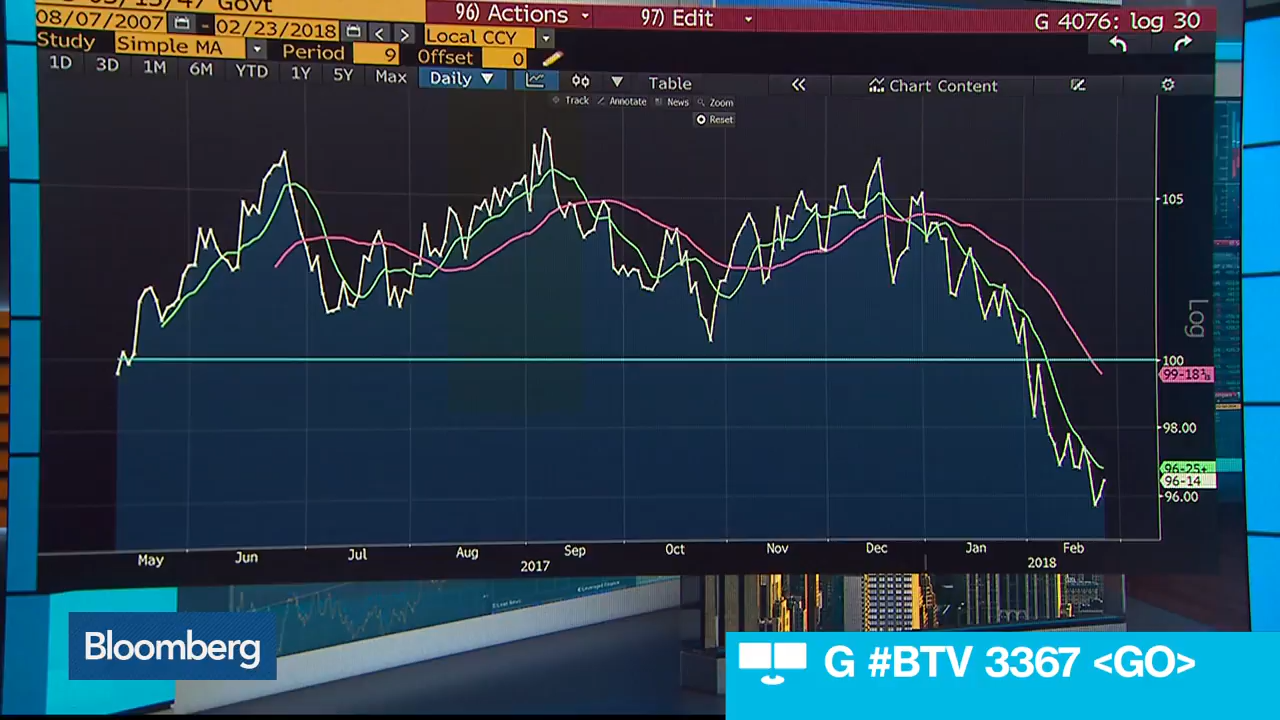 Govt
96) Actions
97) Edit
G 4076: log 30
08/07/2007 - 02/23/2018
Local CCY
Study Simple MA Period 9 Offset 0
1D 3D 1M 6M YTD 1Y 5Y Max Daily Table « Chart Content
Track Annotate News Zoom
Reset
105
Log
100
99-18¾
98.00
96-25+
96-14
96.00
May Jun Jul Aug Sep Oct Nov Dec Jan Feb
2017 2018
Bloomberg
G #BTV 3367 <GO>